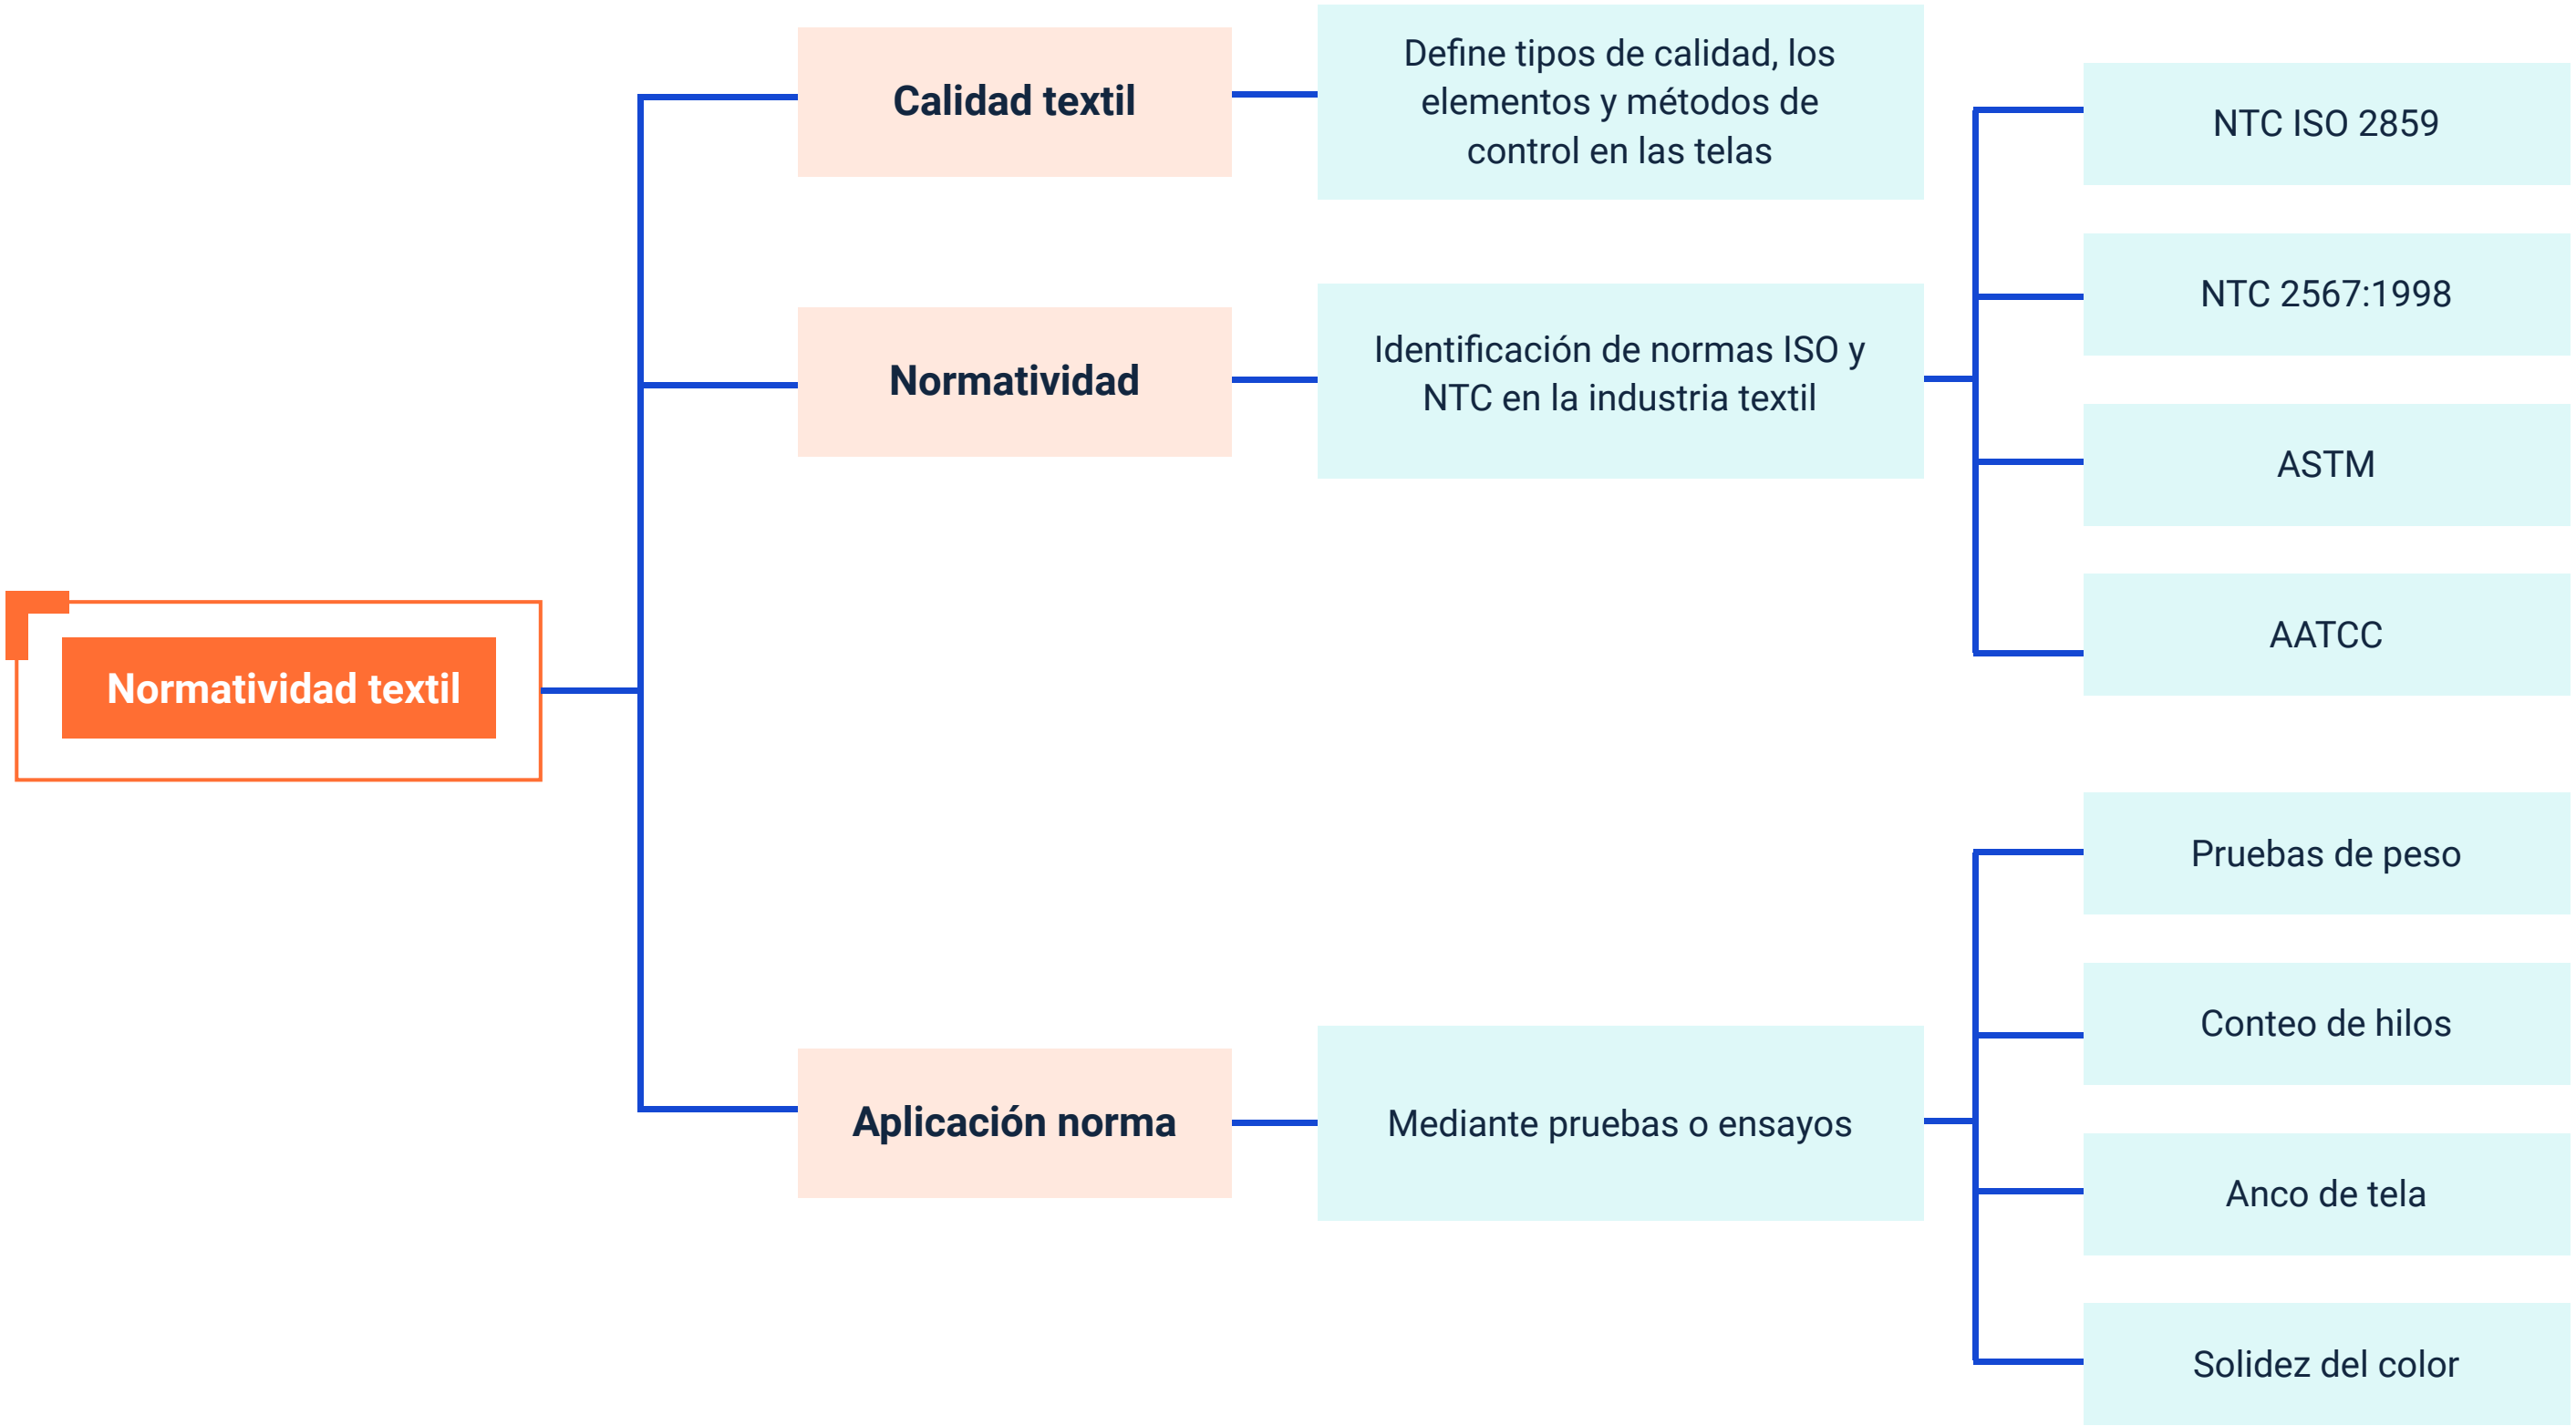 Normatividad textil
Calidad textil
Define tipos de calidad, los
elementos y métodos de
control en las telas
Normatividad
Identificación de normas ISO y
NTC en la industria textil
NTC ISO 2859
NTC 2567:1998
ASTM
AATCC
Aplicación norma
Mediante pruebas o ensayos
Pruebas de peso
Conteo de hilos
Anco de tela
Solidez del color